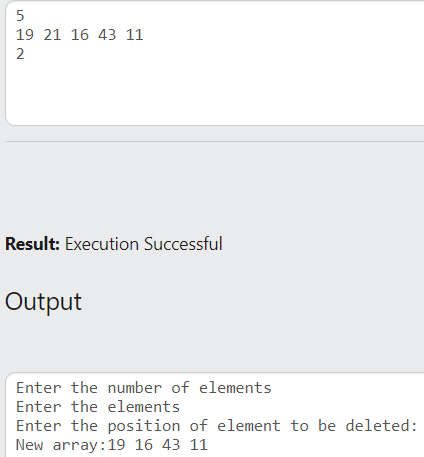 5
19 21 16 43 11
2
Result: Execution Successful
Output
Enter the number of elements
Enter the elements
Enter the position of element to be deleted:
New array:19 16 43 11